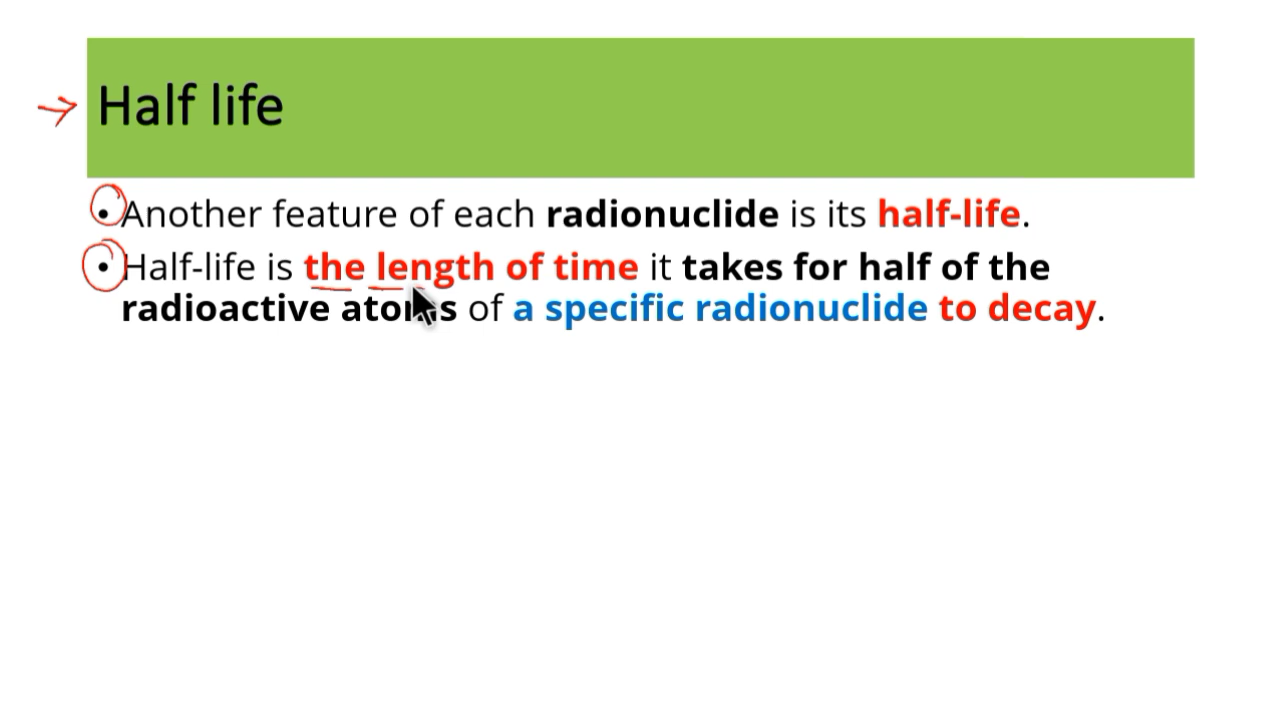 Half life
• Another feature of each radionuclide is its half-life.
• Half-life is the length of time it takes for half of the
radioactive atoms of a specific radionuclide to decay.